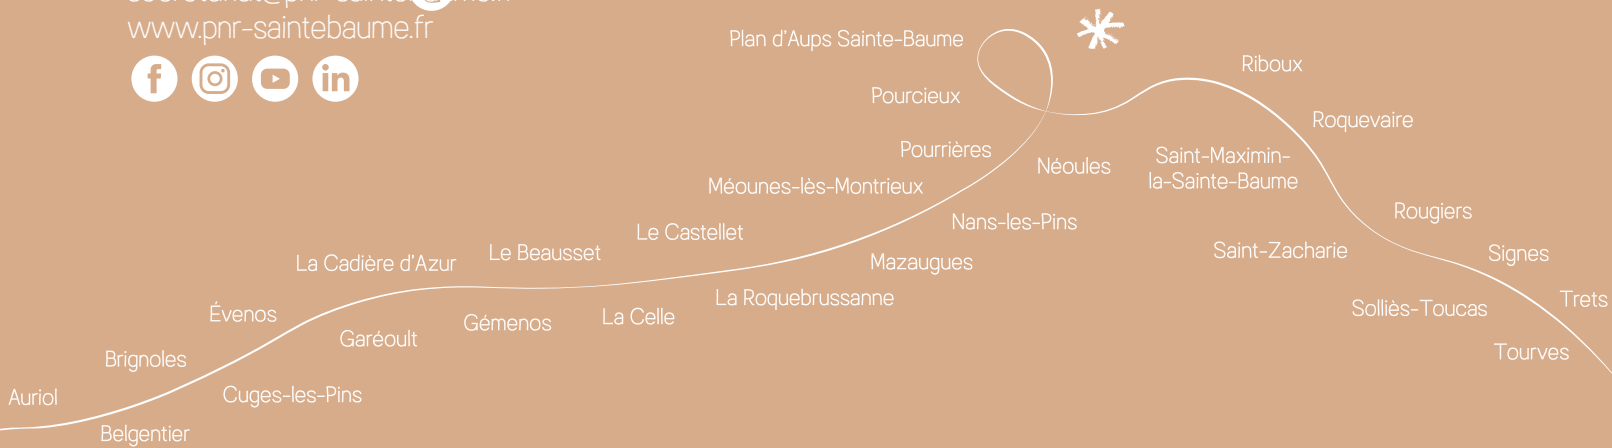 www.pnr-saintebaume.fr
Plan d'Aups Sainte-Baume
Riboux
Pourcieux
Roquevaire
Pourrières
Néoules
Saint-Maximin-
la-Sainte-Baume
Méounes-lès-Montrieux
Rougiers
Nans-les-Pins
Le Castellet
Saint-Zacharie
Signes
Le Beausset
La Cadière d'Azur
Mazaugues
La Roquebrussanne
Trets
Solliès-Toucas
Évenos
La Celle
Gémenos
Garéoult
Tourves
Brignoles
Cuges-les-Pins
Auriol
Belgentier